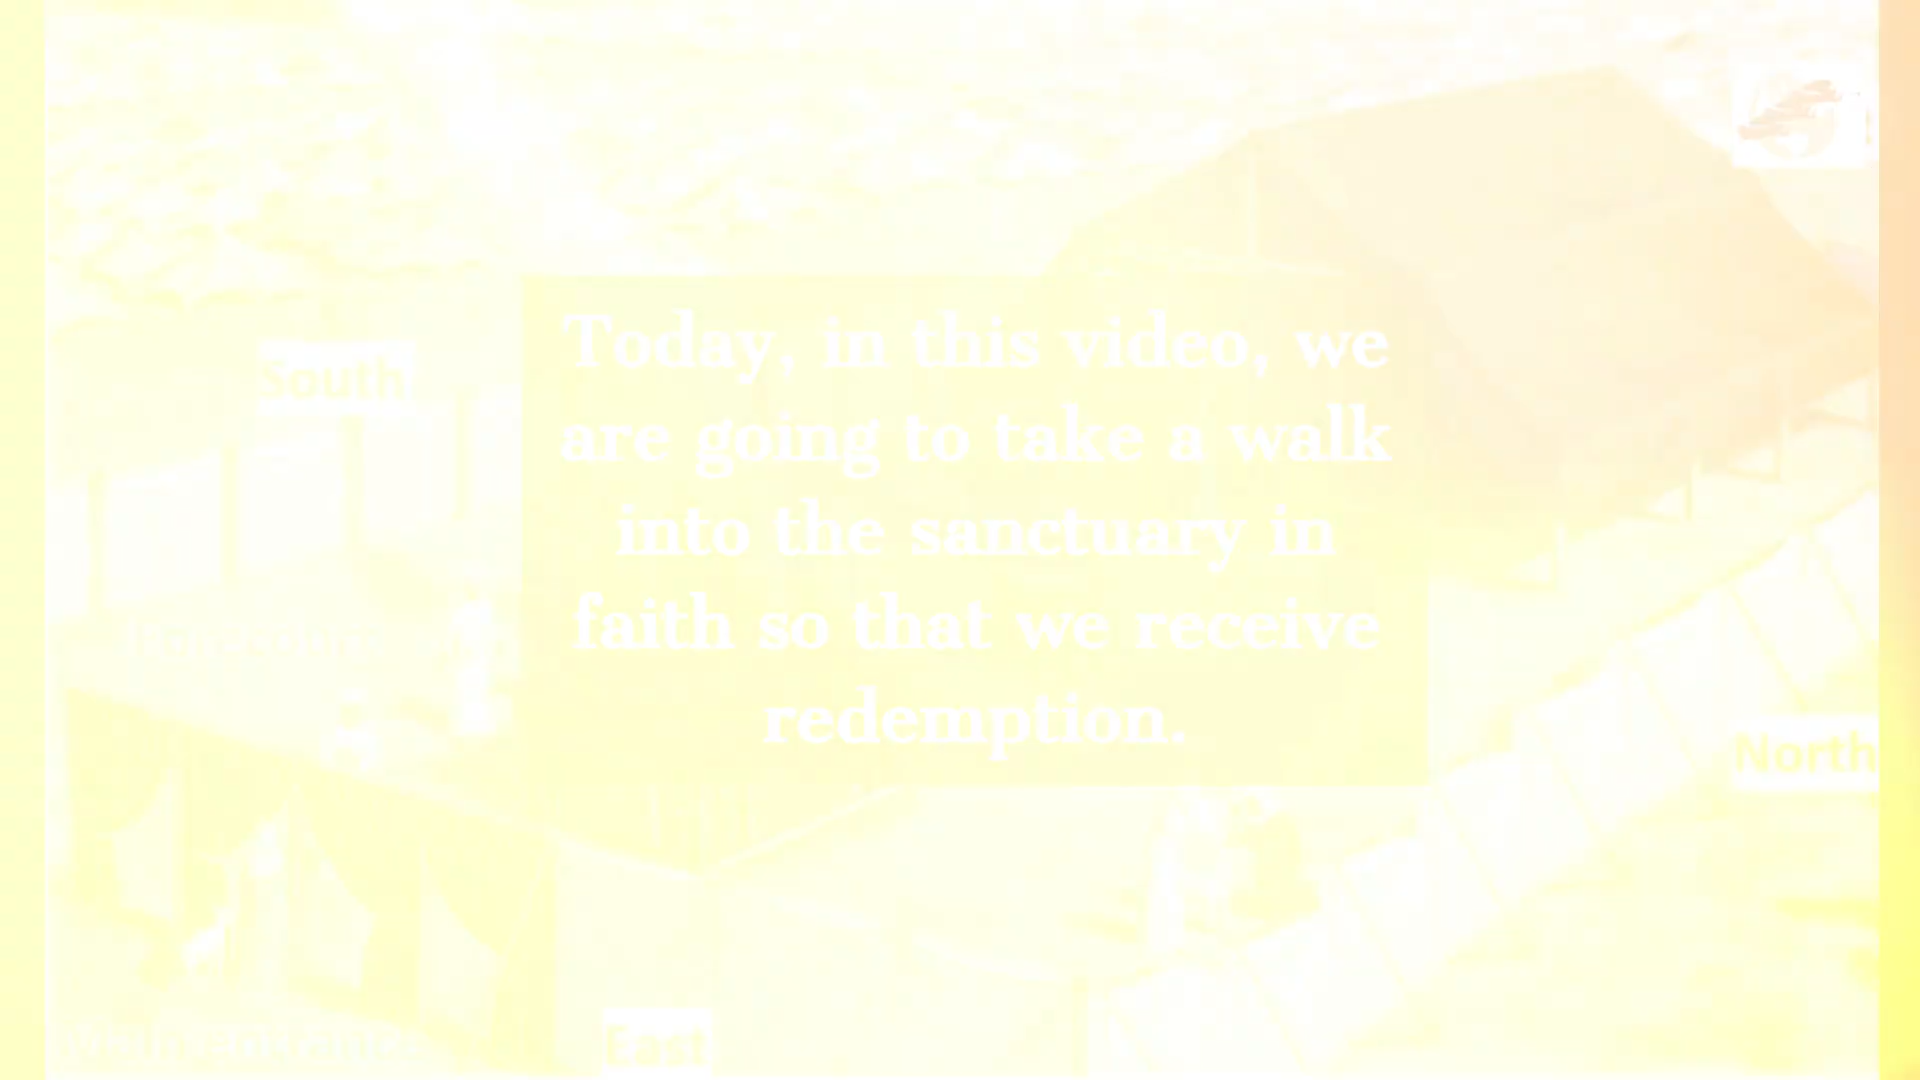 South
Today, in this video, we
are going to take a walk
into the sanctuary in
faith so that we receive
redemption.
North
East